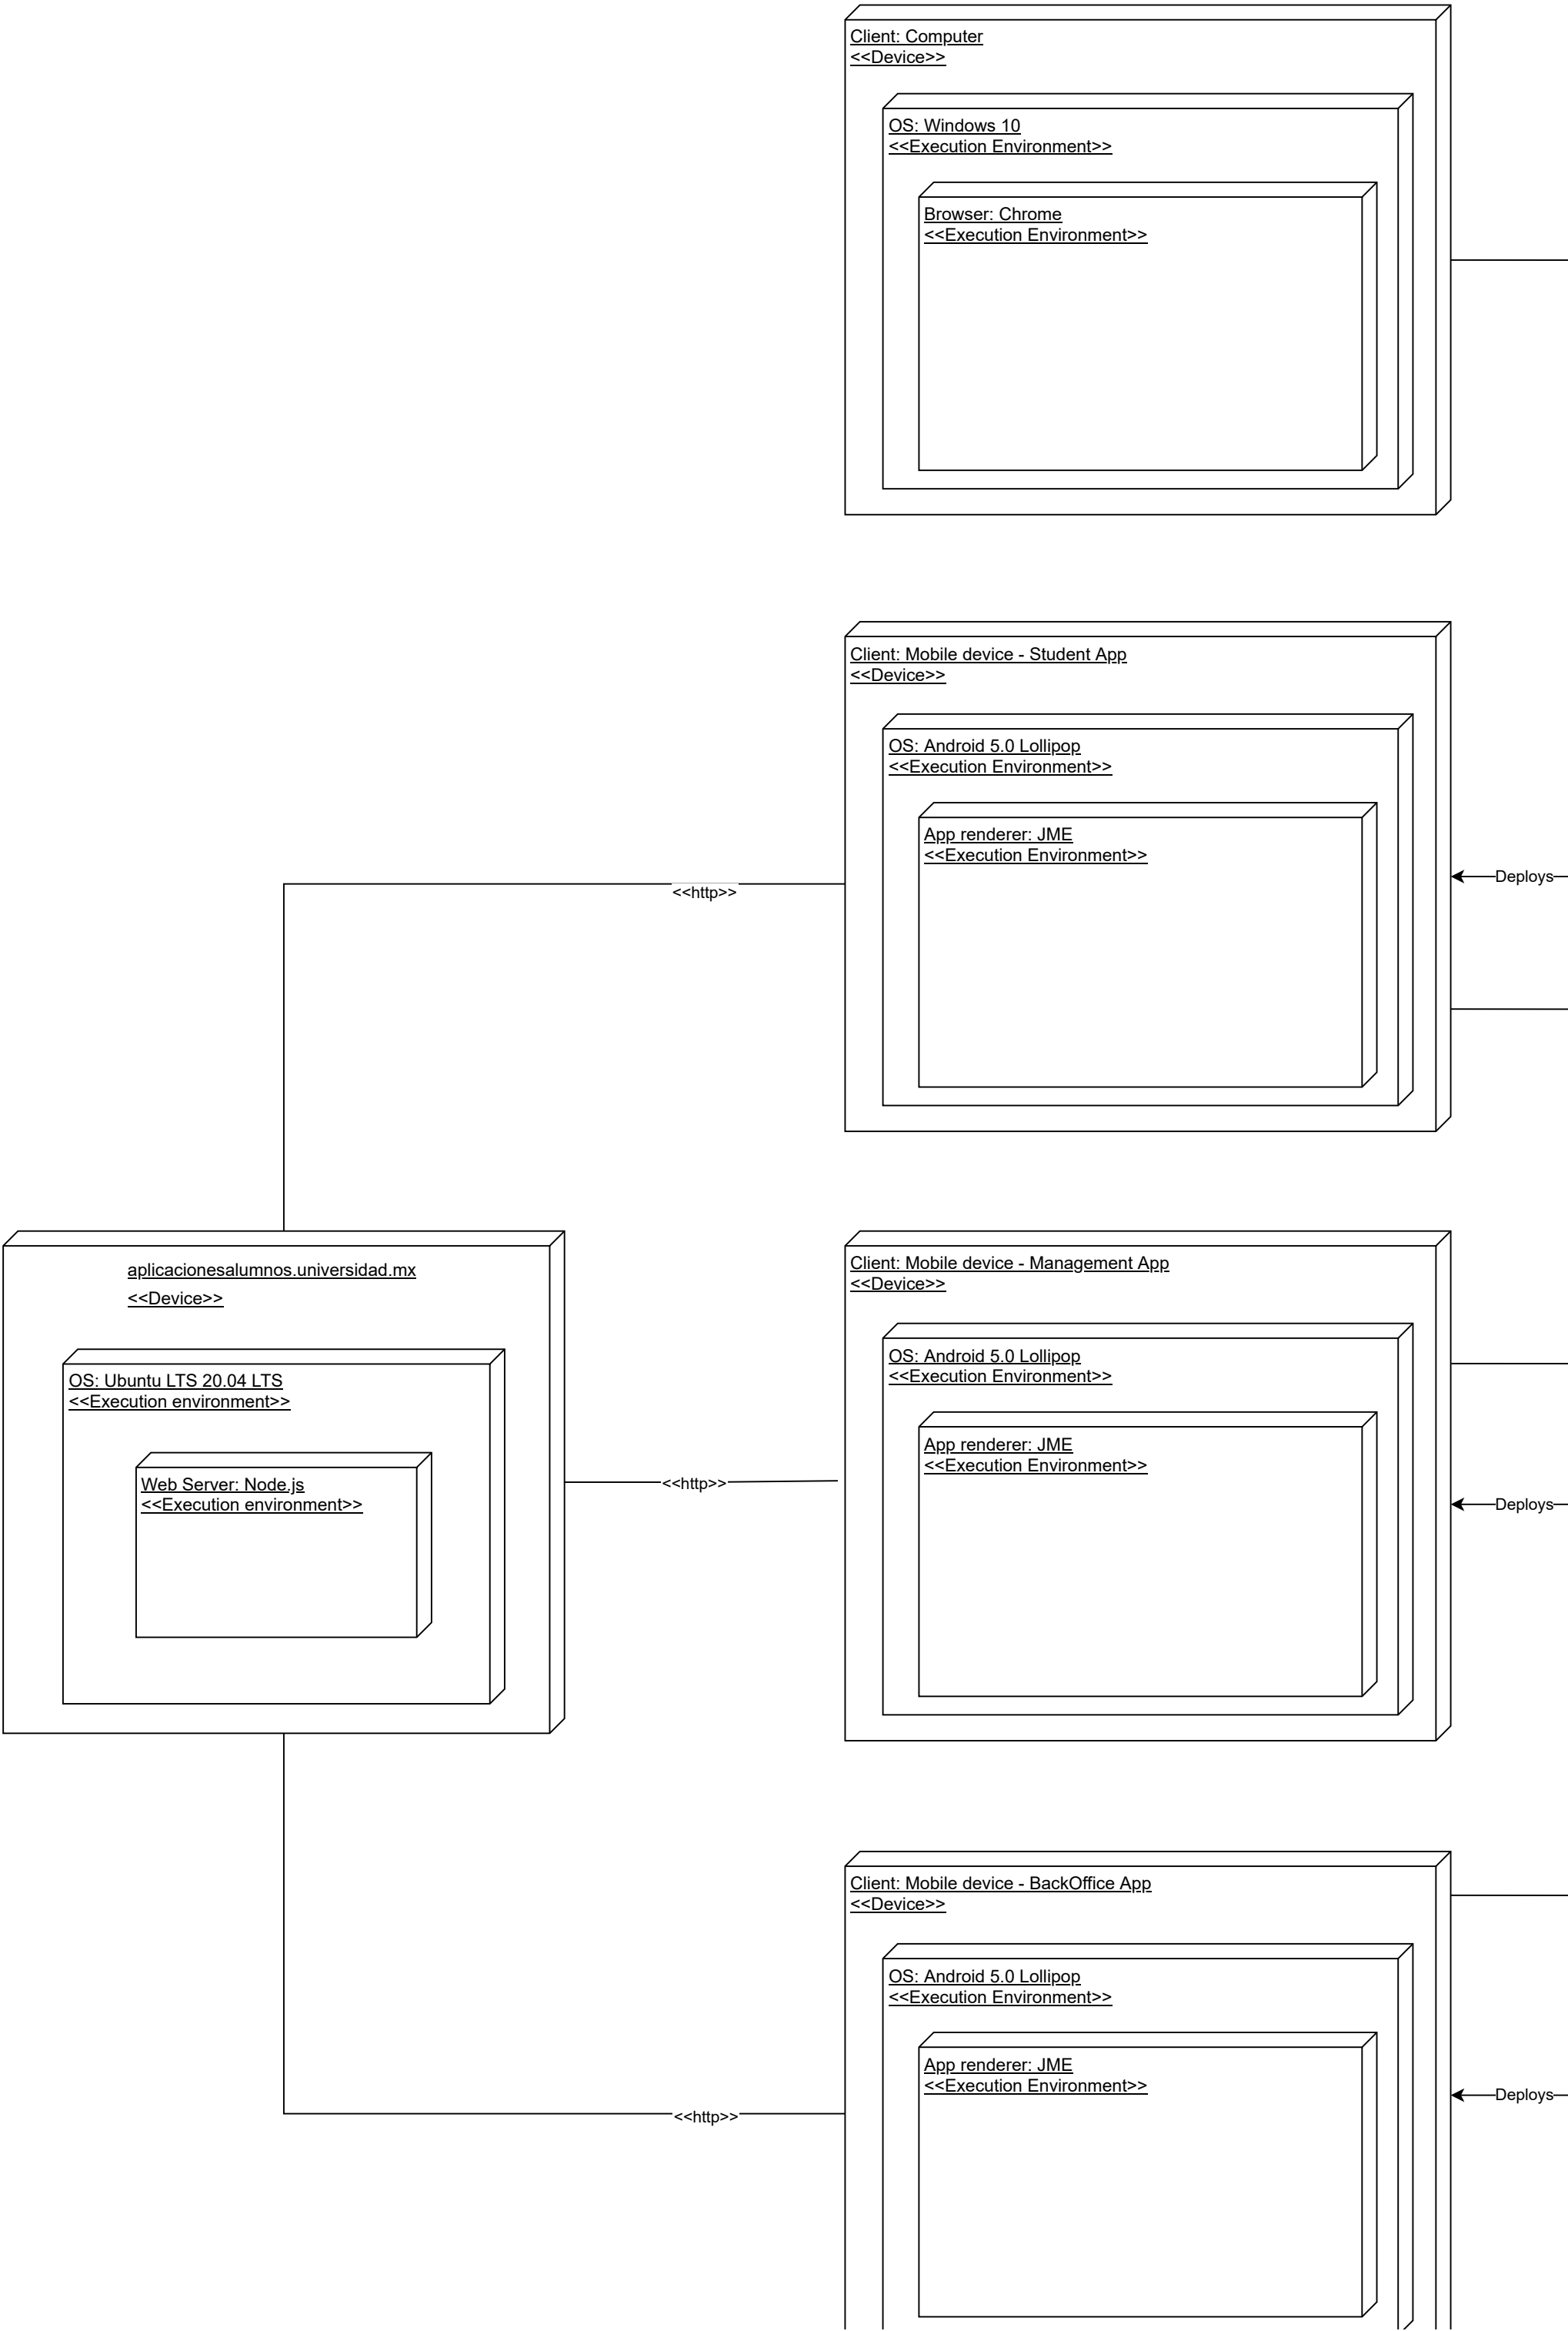 Client: Computer
<<Device>>
OS: Windows 10
<<Execution Environment>>
Browser: Chrome
<<Execution Environment>>
Client: Mobile device - Student App
<<Device>>
OS: Android 5.0 Lollipop
<<Execution Environment>>
App renderer: JME
<<Execution Environment>>
Deploys
<<http>>
aplicacionesalumnos.universidad.mx
<<Device>>
OS: Ubuntu LTS 20.04 LTS
<<Execution environment>>
Web Server: Node.js
<<Execution environment>>
<<http>>
Client: Mobile device - Management App
<<Device>>
OS: Android 5.0 Lollipop
<<Execution Environment>>
App renderer: JME
<<Execution Environment>>
Deploys
Client: Mobile device - BackOffice App
<<Device>>
OS: Android 5.0 Lollipop
<<Execution Environment>>
App renderer: JME
<<Execution Environment>>
Deploys
<<http>>